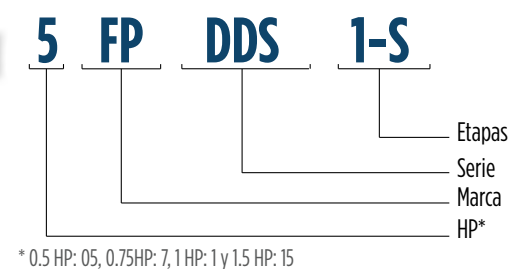 5 FP DDS 1-S
Etapas
Serie
Marca
HP*
* 0.5 HP: 05, 0.75HP: 7, 1 HP: 1 y 1.5 HP: 15